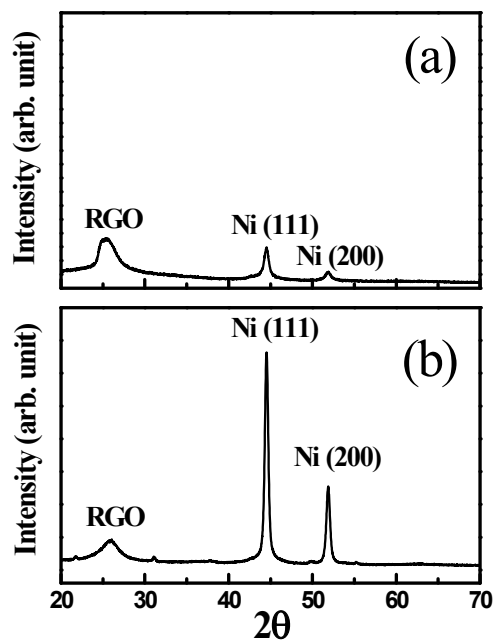 (a)
Intensity (arb. unit)
RGO
Ni (111)
Ni (200)
Ni (111)
(b)
Intensity (arb. unit)
Ni (200)
RGO
20 30 40 50 60 70
2θ